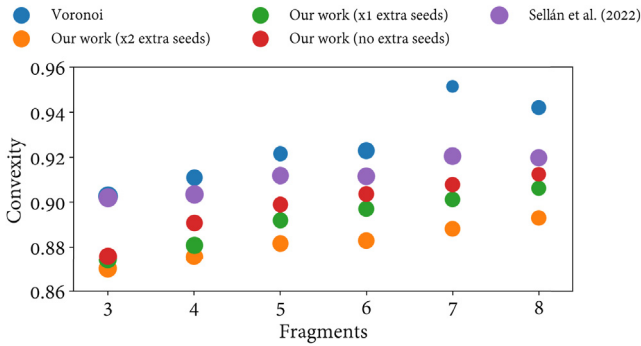 Voronoi
Our work (x1 extra seeds)
Sellán et al. (2022)
Our work (x2 extra seeds)
Our work (no extra seeds)
0.96
0.94
0.92
0.90
0.88
0.86
Convexity
3 4 5 6 7 8
Fragments